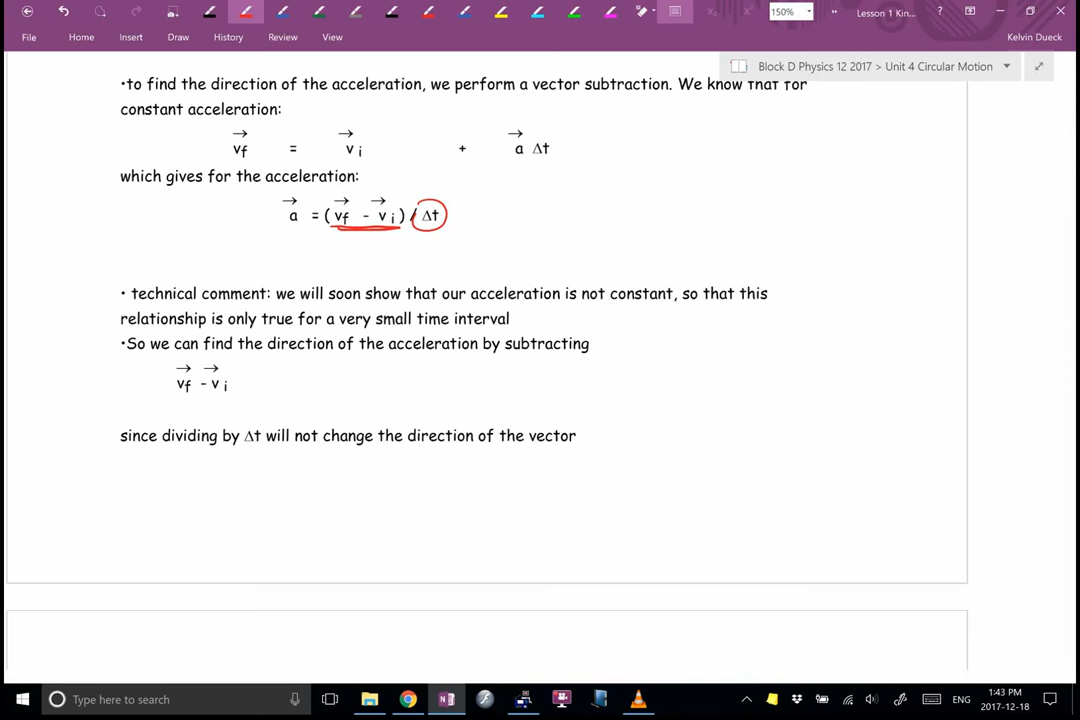 150%
Lesson 1 Kin...
?
File
Home
Insert
Draw
History
Review
View
Kelvin Dueck
Block D Physics 12 2017 > Unit 4 Circular Motion
•to find the direction of the acceleration, we perform a vector subtraction. We know that for
constant acceleration:
→ → →
vf = v i + a Δt
which gives for the acceleration:
→ → →
a = ( vf - v i ) / Δt
• technical comment: we will soon show that our acceleration is not constant, so that this
relationship is only true for a very small time interval
•So we can find the direction of the acceleration by subtracting
→ →
vf - v i
since dividing by Δt will not change the direction of the vector
Type here to search
ENG
1:43 PM
2017-12-18